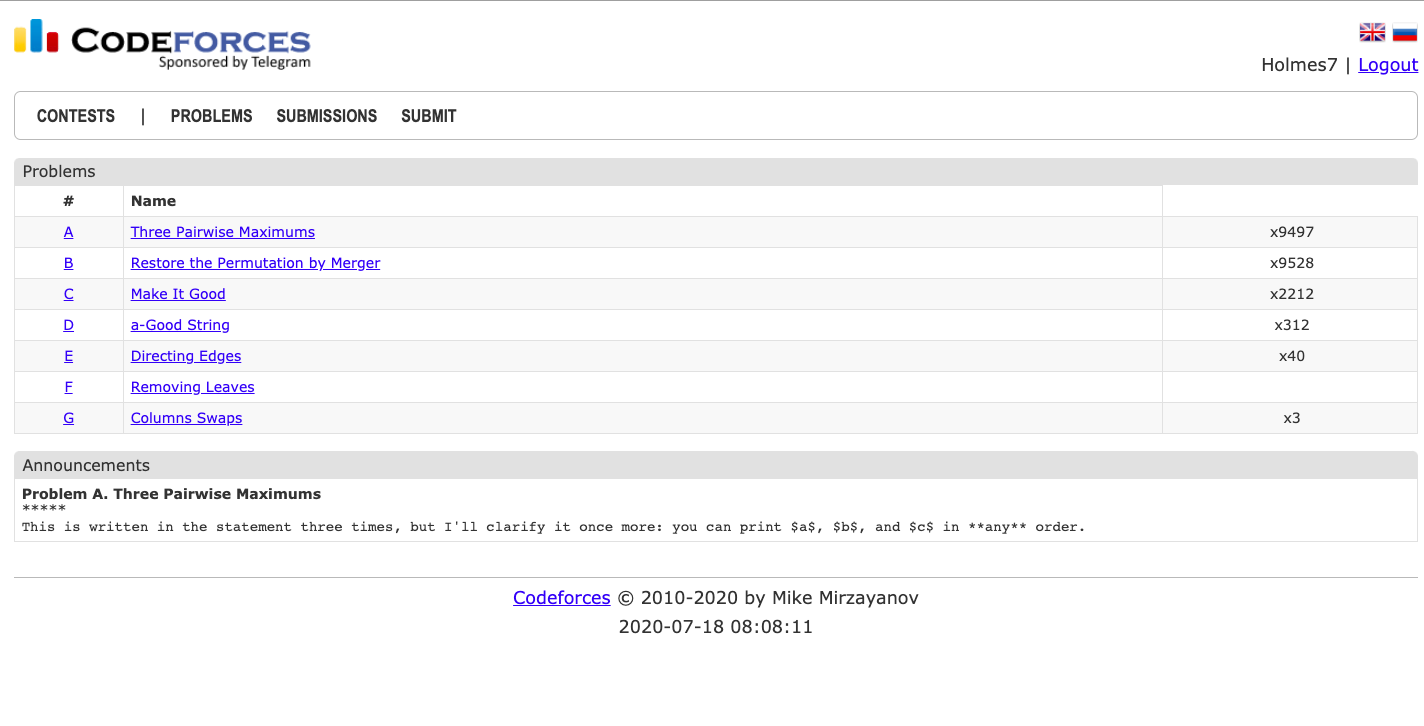 CODEFORCES
Sponsored by Telegram
Holmes7 | Logout
CONTESTS | PROBLEMS SUBMISSIONS SUBMIT
Problems
# Name
A Three Pairwise Maximums x9497
B Restore the Permutation by Merger x9528
C Make It Good x2212
D a-Good String x312
E Directing Edges x40
F Removing Leaves
G Columns Swaps x3
Announcements
Problem A. Three Pairwise Maximums
*****
This is written in the statement three times, but I'll clarify it once more: you can print $a$, $b$, and $c$ in **any** order.
Codeforces © 2010-2020 by Mike Mirzayanov
2020-07-18 08:08:11